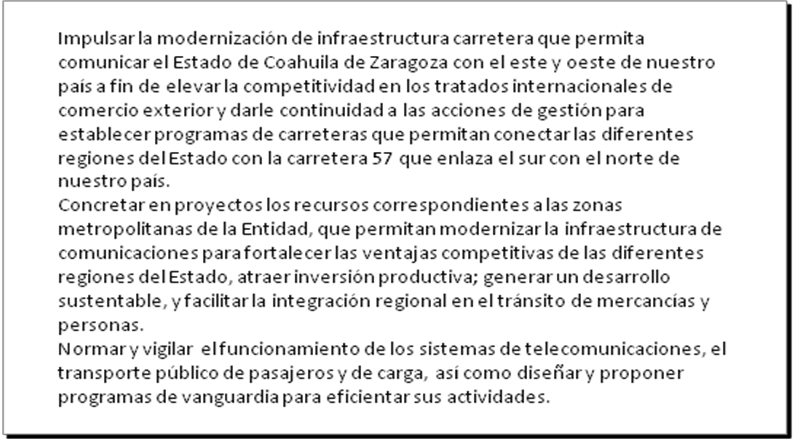 Impulsar la modernización de infraestructura carretera que permita
comunicar el Estado de Coahuila de Zaragoza con el este y oeste de nuestro
país a fin de elevar la competitividad en los tratados internacionales de
comercio exterior y darle continuidad a las acciones de gestión para
establecer programas de carreteras que permitan conectar las diferentes
regiones del Estado con la carretera 57 que enlaza el sur con el norte de
nuestro país.
Concretar en proyectos los recursos correspondientes a las zonas
metropolitanas de la Entidad, que permitan modernizar la infraestructura de
comunicaciones para fortalecer las ventajas competitivas de las diferentes
regiones del Estado, atraer inversión productiva; generar un desarrollo
sustentable, y facilitar la integración regional en el tránsito de mercancías y
personas.
Normar y vigilar el funcionamiento de los sistemas de telecomunicaciones, el
transporte público de pasajeros y de carga, así como diseñar y proponer
programas de vanguardia para eficientar sus actividades.